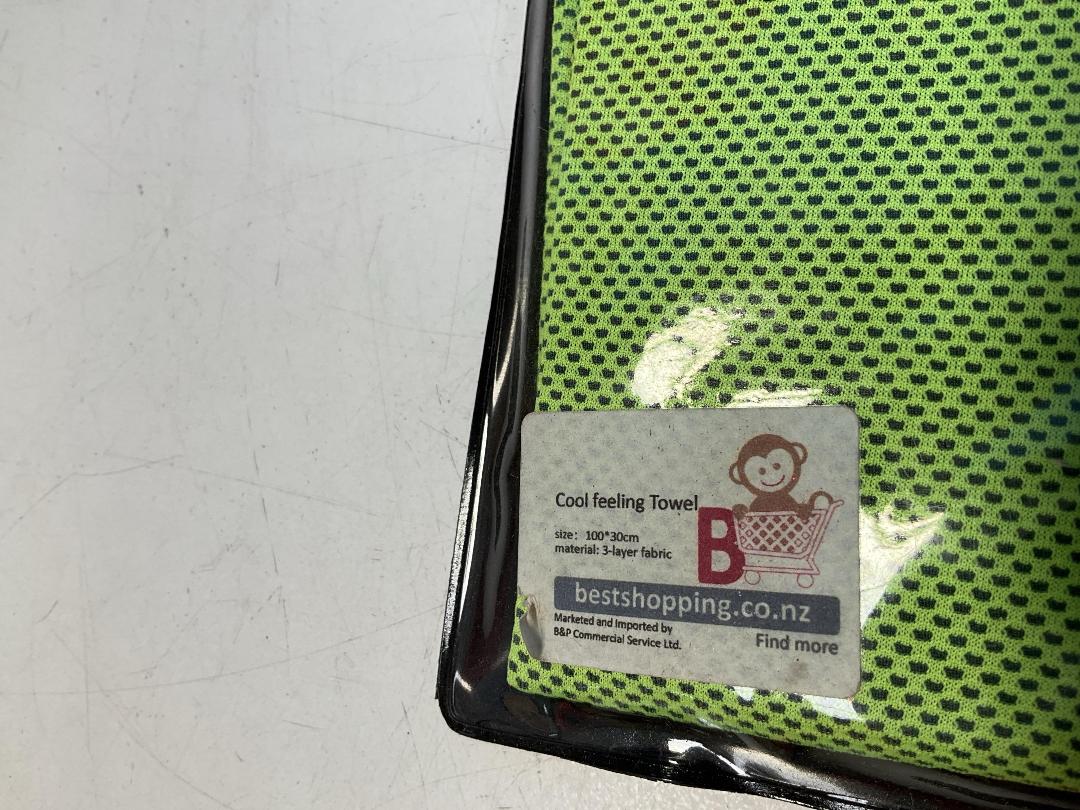 Cool feeling Towel
B
size: 100*30cm
material: 3-layer fabric
bestshopping.co.nz
Marketed and Imported by
B&P Commercial Service Ltd.
Find more